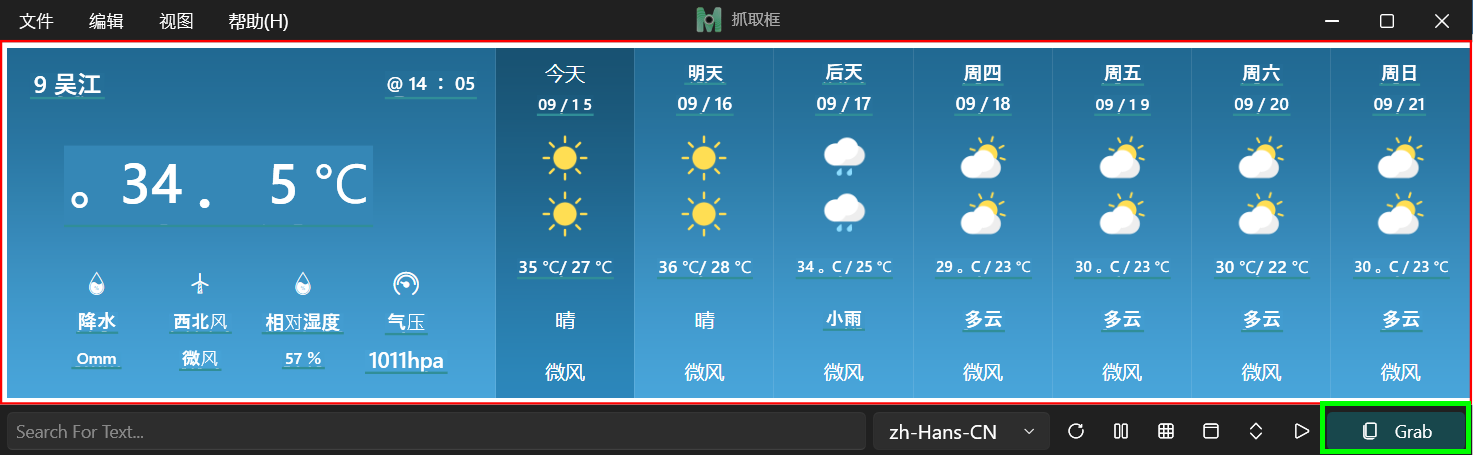 文件 编辑 视图 帮助(H) 抓取框
9 吴江 @ 14 : 05
。34 . 5 °C
降水 西北风 相对湿度 气压
Omm 微风 57 % 1011hpa
今天 明天 后天 周四 周五 周六 周日
09 / 1 5 09 / 16 09 / 17 09 / 18 09 / 1 9 09 / 20 09 / 21
35 °C/ 27 °C 36 °C/ 28 °C 34 。C / 25 °C 29 。C / 23 °C 30 。C / 23 °C 30 °C/ 22 °C 30 。C / 23 °C
晴 晴 小雨 多云 多云 多云 多云
微风 微风 微风 微风 微风 微风 微风
Search For Text... zh-Hans-CN Grab